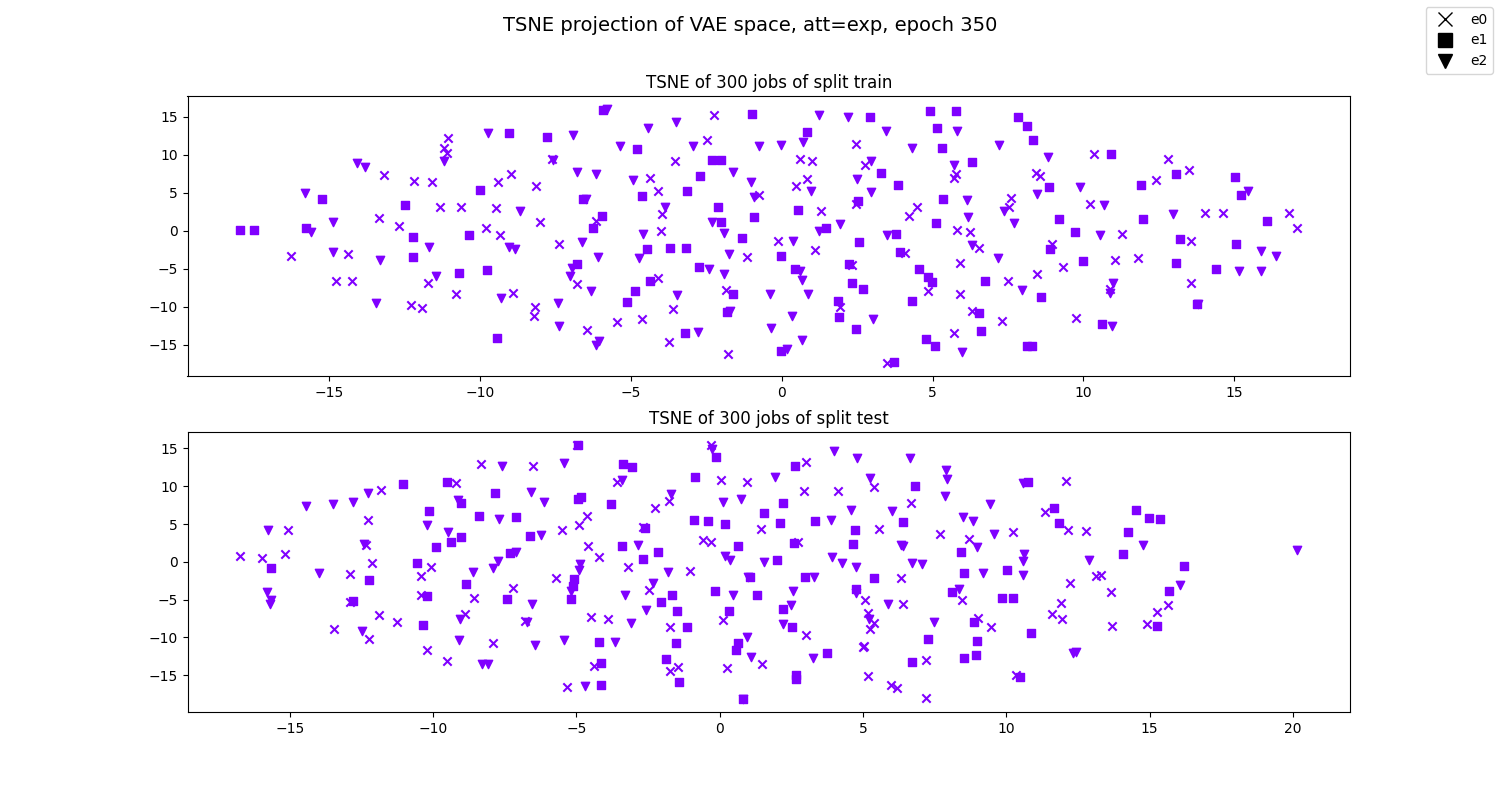 TSNE projection of VAE space, att=exp, epoch 350
e0
e1
e2
TSNE of 300 jobs of split train
15
10
5
0
−5
−10
−15
−15 −10 −5 0 5 10 15
TSNE of 300 jobs of split test
15
10
5
0
−5
−10
−15
−15 −10 −5 0 5 10 15 20